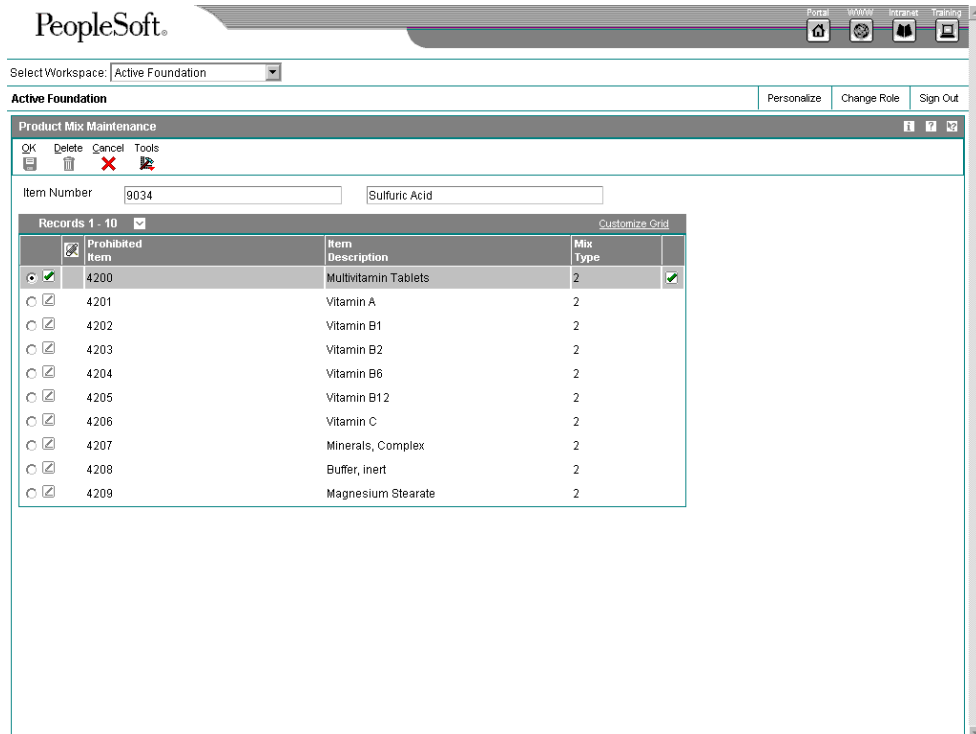 PeopleSoft®
Portal WWW Intranet Training
Select Workspace: Active Foundation
Active Foundation Personalize Change Role Sign Out
Product Mix Maintenance
OK Delete Cancel Tools
Item Number 9034 Sulfuric Acid
Records 1 - 10 Customize Grid
Prohibited Item Item Description Mix Type
4200 Multivitamin Tablets 2
4201 Vitamin A 2
4202 Vitamin B1 2
4203 Vitamin B2 2
4204 Vitamin B6 2
4205 Vitamin B12 2
4206 Vitamin C 2
4207 Minerals, Complex 2
4208 Buffer, inert 2
4209 Magnesium Stearate 2